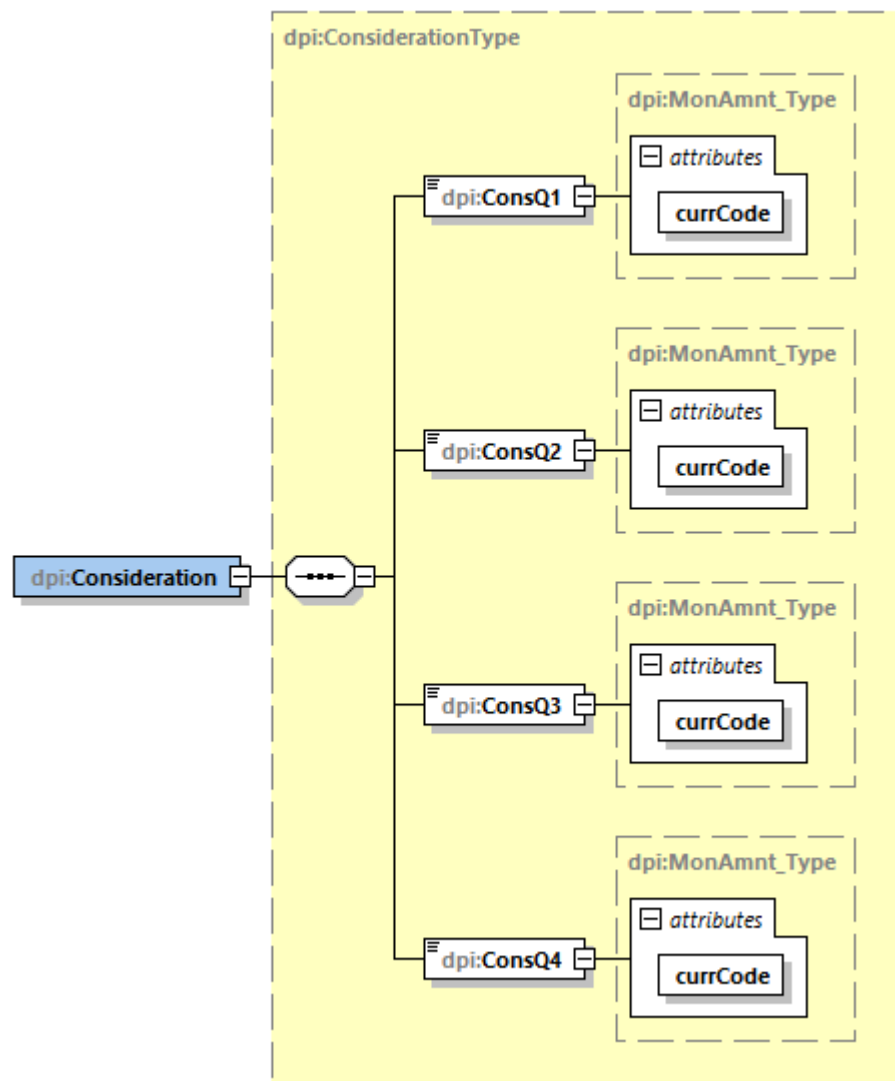 dpi:ConsiderationType
dpi:MonAmnt_Type
attributes
dpi:ConsQ1
currCode
dpi:MonAmnt_Type
attributes
dpi:ConsQ2
currCode
dpi:Consideration
dpi:MonAmnt_Type
attributes
dpi:ConsQ3
currCode
dpi:MonAmnt_Type
attributes
dpi:ConsQ4
currCode